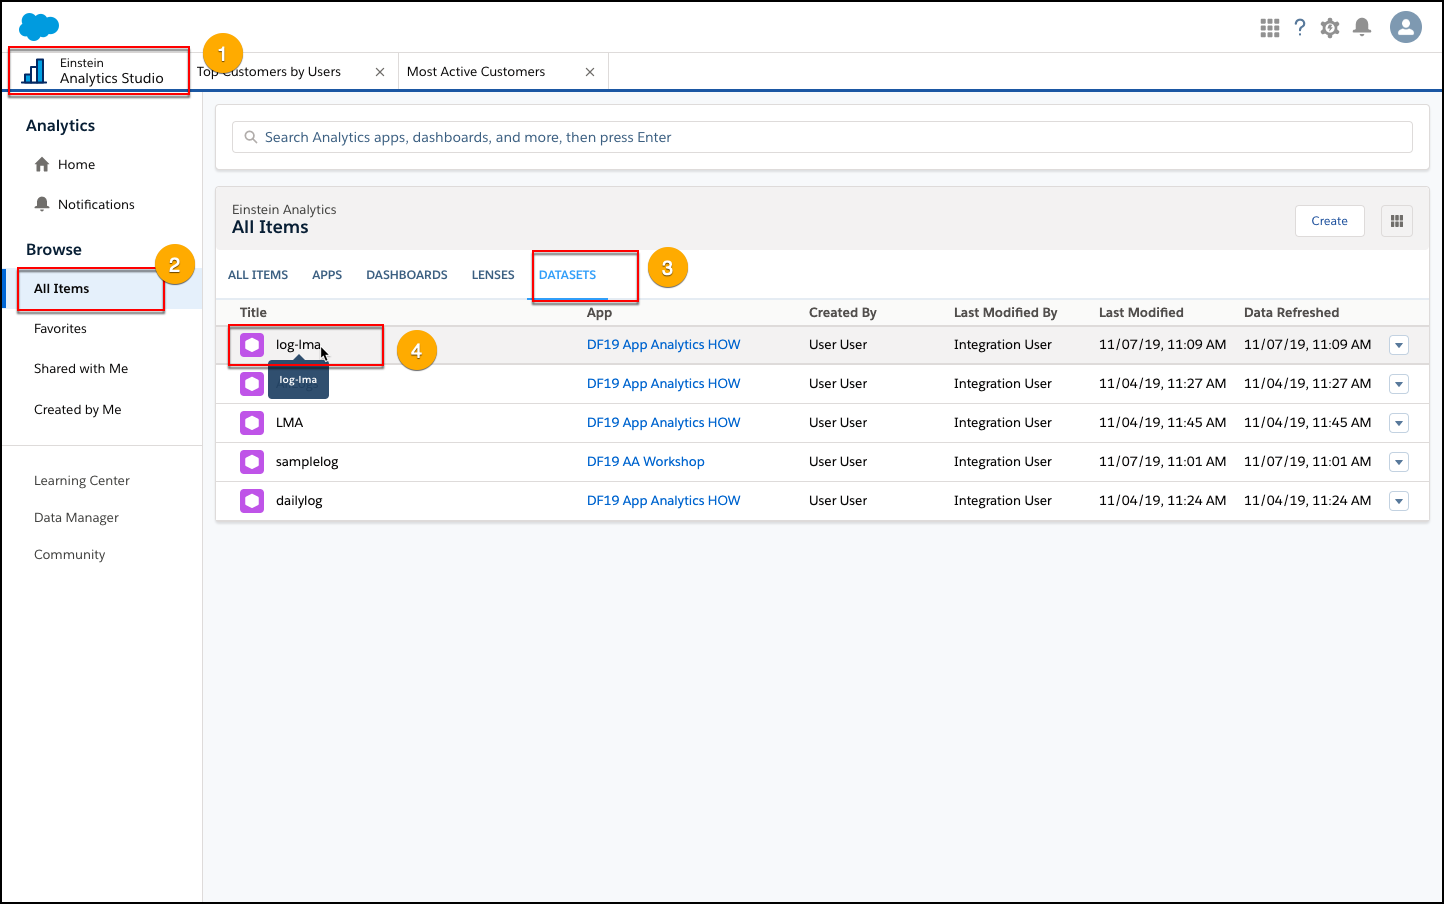 1
Einstein
Analytics Studio
Top Customers by Users
Most Active Customers
Analytics
Home
Notifications
Browse
2
All Items
Favorites
Shared with Me
Created by Me
Learning Center
Data Manager
Community
Search Analytics apps, dashboards, and more, then press Enter
Einstein Analytics
All Items
Create
ALL ITEMS APPS DASHBOARDS LENSES DATASETS
3
Title App Created By Last Modified By Last Modified Data Refreshed
log-lma DF19 App Analytics HOW User User Integration User 11/07/19, 11:09 AM 11/07/19, 11:09 AM
4
log-lma
DF19 App Analytics HOW User User Integration User 11/04/19, 11:27 AM 11/04/19, 11:27 AM
LMA DF19 App Analytics HOW User User Integration User 11/04/19, 11:45 AM 11/04/19, 11:45 AM
samplelog DF19 AA Workshop User User Integration User 11/07/19, 11:01 AM 11/07/19, 11:01 AM
dailylog DF19 App Analytics HOW User User Integration User 11/04/19, 11:24 AM 11/04/19, 11:24 AM